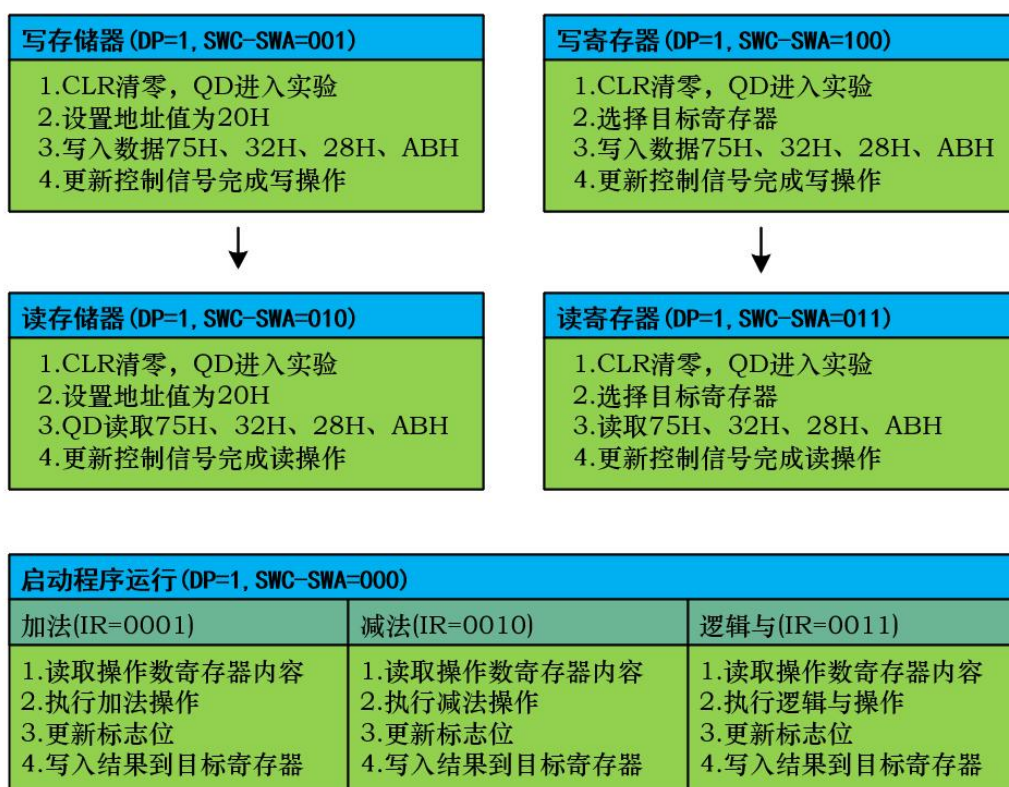 写存储器(DP=1,SWC-SWA=001)
1.CLR清零，QD进入实验
2.设置地址值为20H
3.写入数据75H、32H、28H、ABH
4.更新控制信号完成写操作
写寄存器(DP=1,SWC-SWA=100)
1.CLR清零，QD进入实验
2.选择目标寄存器
3.写入数据75H、32H、28H、ABH
4.更新控制信号完成写操作
读存储器(DP=1,SWC-SWA=010)
1.CLR清零，QD进入实验
2.设置地址值为20H
3.QD读取75H、32H、28H、ABH
4.更新控制信号完成读操作
读寄存器(DP=1,SWC-SWA=011)
1.CLR清零，QD进入实验
2.选择目标寄存器
3.读取75H、32H、28H、ABH
4.更新控制信号完成读操作
启动程序运行(DP=1,SWC-SWA=000)
加法(IR=0001)
1.读取操作数寄存器内容
2.执行加法操作
3.更新标志位
4.写入结果到目标寄存器
减法(IR=0010)
1.读取操作数寄存器内容
2.执行减法操作
3.更新标志位
4.写入结果到目标寄存器
逻辑与(IR=0011)
1.读取操作数寄存器内容
2.执行逻辑与操作
3.更新标志位
4.写入结果到目标寄存器